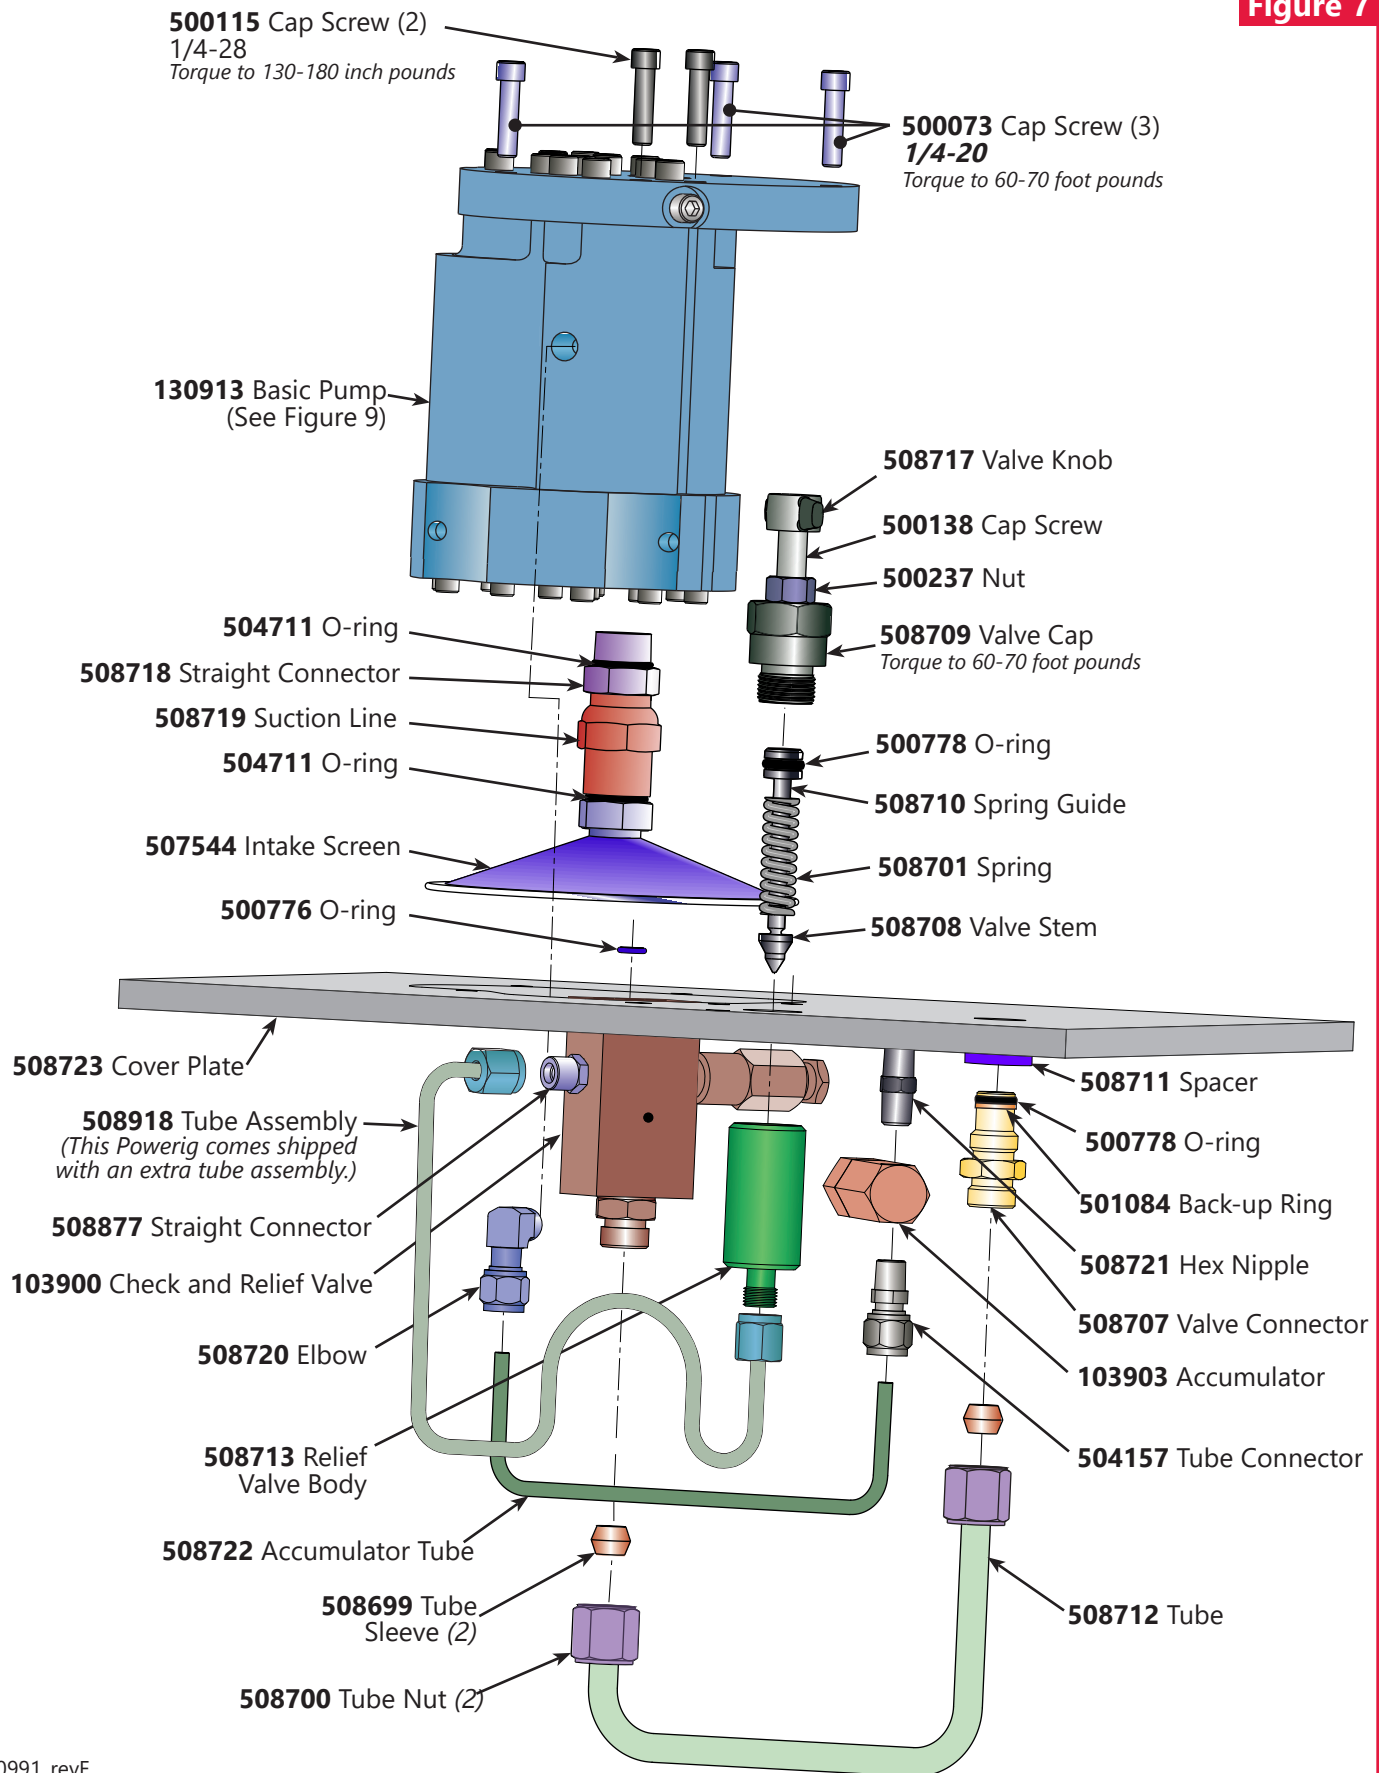 Figure 7
500115 Cap Screw (2)
1/4-28
Torque to 130-180 inch pounds
500073 Cap Screw (3)
1/4-20
Torque to 60-70 foot pounds
130913 Basic Pump
(See Figure 9)
508717 Valve Knob
500138 Cap Screw
500237 Nut
508709 Valve Cap
Torque to 60-70 foot pounds
504711 O-ring
508718 Straight Connector
508719 Suction Line
504711 O-ring
507544 Intake Screen
500776 O-ring
500778 O-ring
508710 Spring Guide
508701 Spring
508708 Valve Stem
508723 Cover Plate
508918 Tube Assembly
(This Powerig comes shipped
with an extra tube assembly.)
508877 Straight Connector
103900 Check and Relief Valve
508720 Elbow
508713 Relief
Valve Body
508722 Accumulator Tube
508699 Tube
Sleeve (2)
508700 Tube Nut (2)
508711 Spacer
500778 O-ring
501084 Back-up Ring
508721 Hex Nipple
508707 Valve Connector
103903 Accumulator
504157 Tube Connector
508712 Tube